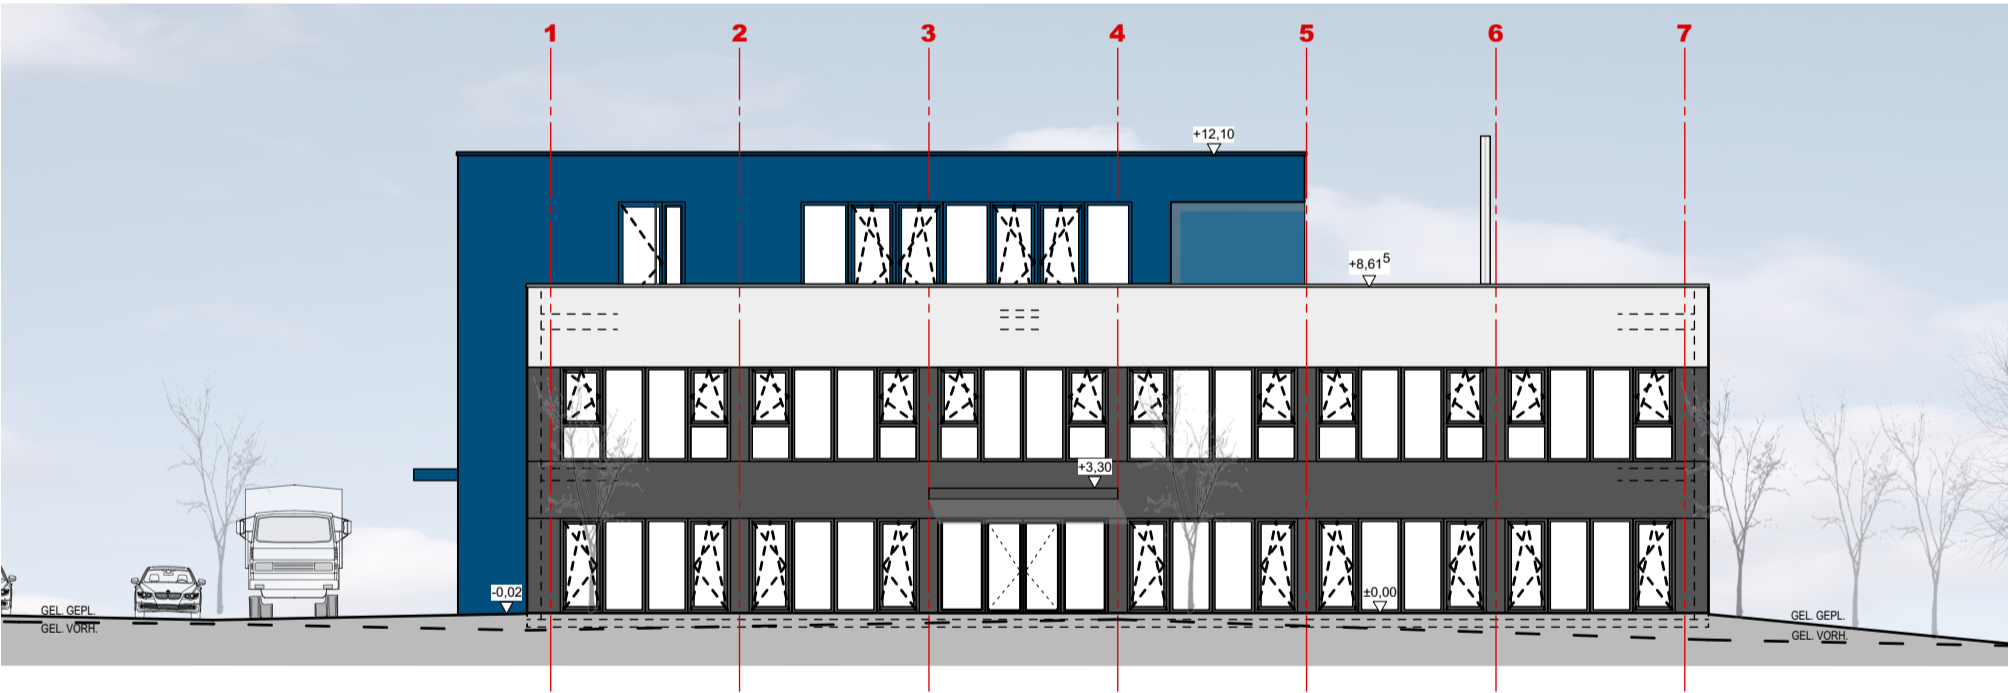 1 2 3 4 5 6 7
+12,10
+8,61⁵
+3,30
-0,02
±0,00
GEL. GEPL.
GEL. VORH.
GEL. GEPL.
GEL. VORH.